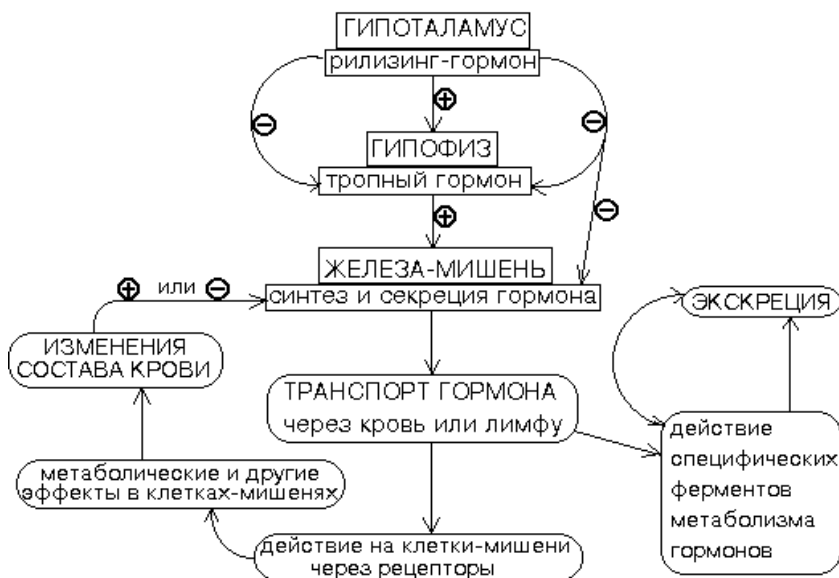 ГИПОТАЛАМУС
рилизинг-гормон
+
−
−
ГИПОФИЗ
тропный гормон
+
−
ЖЕЛЕЗА-МИШЕНЬ
+ или −
синтез и секреция гормона
ЭКСКРЕЦИЯ
ИЗМЕНЕНИЯ
СОСТАВА КРОВИ
ТРАНСПОРТ ГОРМОНА
через кровь или лимфу
действие
специфических
ферментов
метаболизма
гормонов
метаболические и другие
эффекты в клетках-мишенях
действие на клетки-мишени
через рецепторы